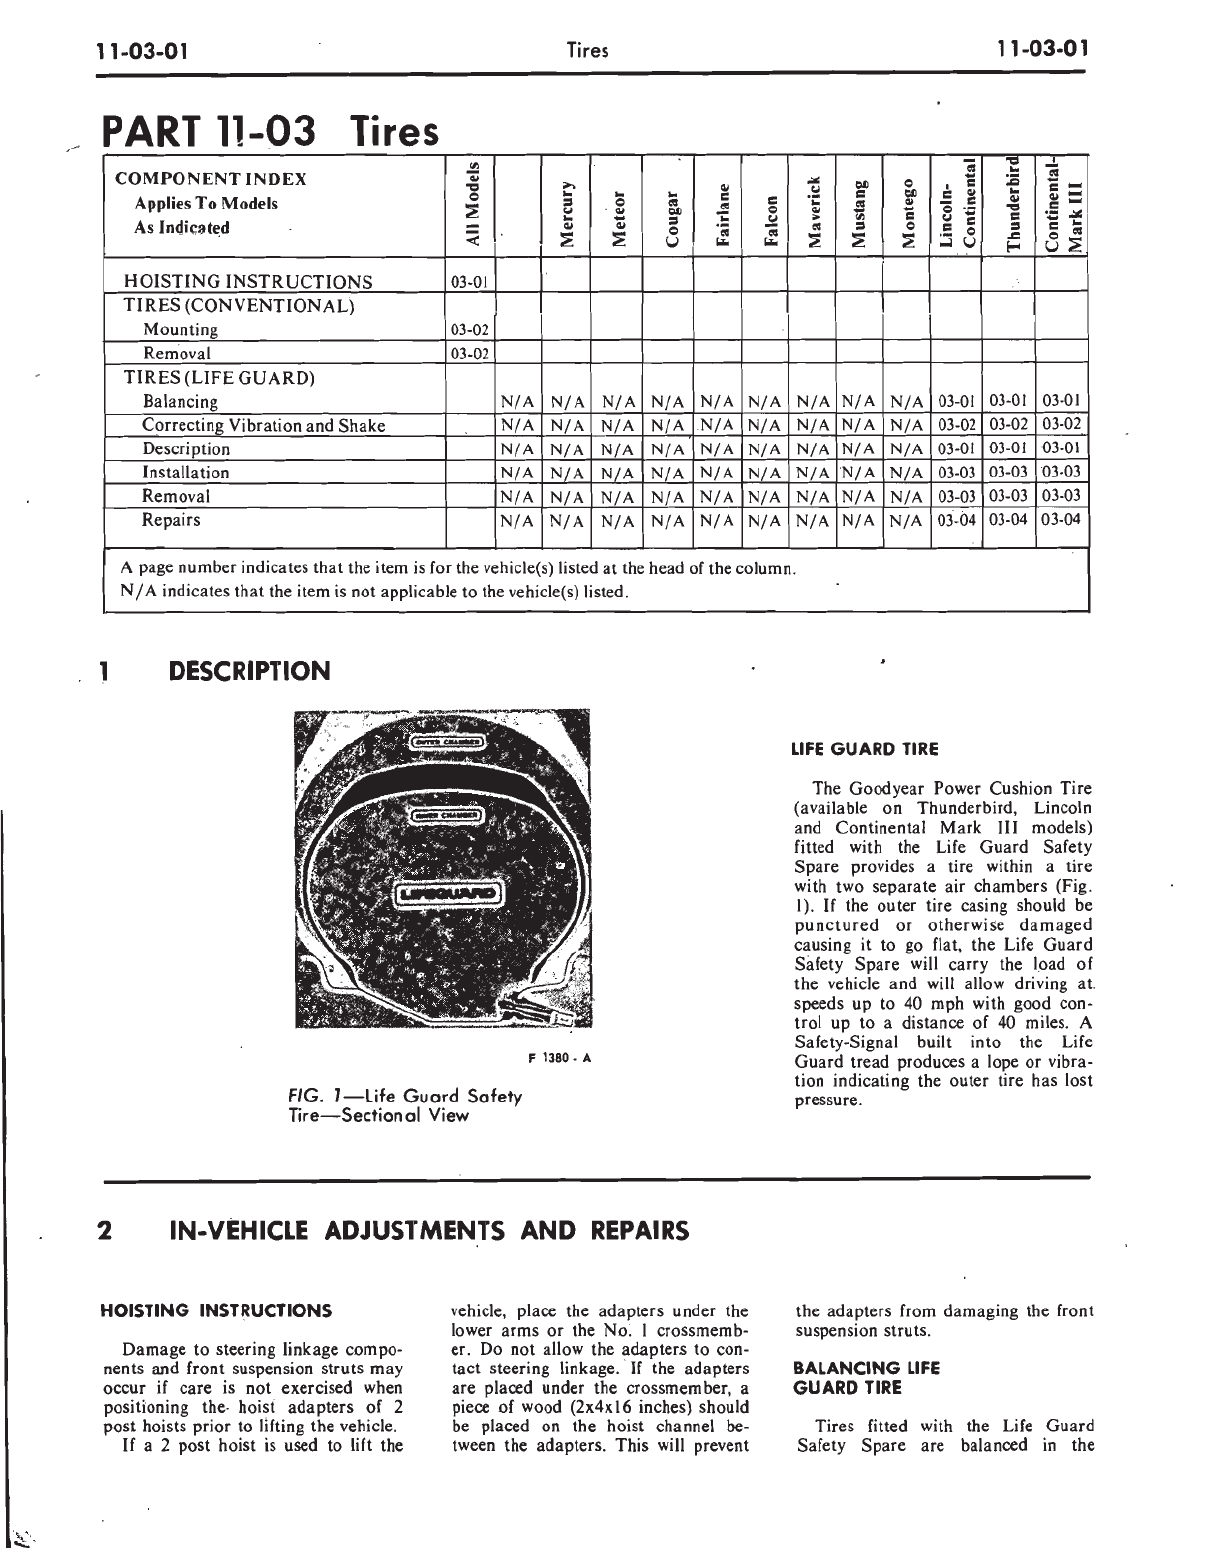 11-03-01 Tires 11-03-01
PART 11-03 Tires
COMPONENT INDEX
Applies To Models
As Indicated
All Models
Mercury
Meteor
Cougar
Fairlane
Falcon
Maverick
Mustang
Montego
Lincoln-
Continental
Thunderbird
Continental-
Mark III
HOISTING INSTRUCTIONS 03-01
TIRES (CONVENTIONAL)
Mounting 03-02
Removal 03-02
TIRES (LIFE GUARD)
Balancing N/A N/A N/A N/A N/A N/A N/A N/A N/A 03-01 03-01 03-01
Correcting Vibration and Shake N/A N/A N/A N/A N/A N/A N/A N/A N/A 03-02 03-02 03-02
Description N/A N/A N/A N/A N/A N/A N/A N/A N/A 03-01 03-01 03-01
Installation N/A N/A N/A N/A N/A N/A N/A N/A N/A 03-03 03-03 03-03
Removal N/A N/A N/A N/A N/A N/A N/A N/A N/A 03-03 03-03 03-03
Repairs N/A N/A N/A N/A N/A N/A N/A N/A N/A 03-04 03-04 03-04
A page number indicates that the item is for the vehicle(s) listed at the head of the column.
N/A indicates that the item is not applicable to the vehicle(s) listed.
1 DESCRIPTION
OUTER CHAMBER
INNER CHAMBER
LIFEGUARD
F 1380 - A
FIG. 1—Life Guard Safety
Tire—Sectional View
LIFE GUARD TIRE
The Goodyear Power Cushion Tire
(available on Thunderbird, Lincoln
and Continental Mark III models)
fitted with the Life Guard Safety
Spare provides a tire within a tire
with two separate air chambers (Fig.
1). If the outer tire casing should be
punctured or otherwise damaged
causing it to go flat, the Life Guard
Safety Spare will carry the load of
the vehicle and will allow driving at
speeds up to 40 mph with good con-
trol up to a distance of 40 miles. A
Safety-Signal built into the Life
Guard tread produces a lope or vibra-
tion indicating the outer tire has lost
pressure.
2 IN-VEHICLE ADJUSTMENTS AND REPAIRS
HOISTING INSTRUCTIONS
Damage to steering linkage compo-
nents and front suspension struts may
occur if care is not exercised when
positioning the hoist adapters of 2
post hoists prior to lifting the vehicle.
If a 2 post hoist is used to lift the
vehicle, place the adapters under the
lower arms or the No. 1 crossmemb-
er. Do not allow the adapters to con-
tact steering linkage. If the adapters
are placed under the crossmember, a
piece of wood (2x4x16 inches) should
be placed on the hoist channel be-
tween the adapters. This will prevent
the adapters from damaging the front
suspension struts.
BALANCING LIFE
GUARD TIRE
Tires fitted with the Life Guard
Safety Spare are balanced in the